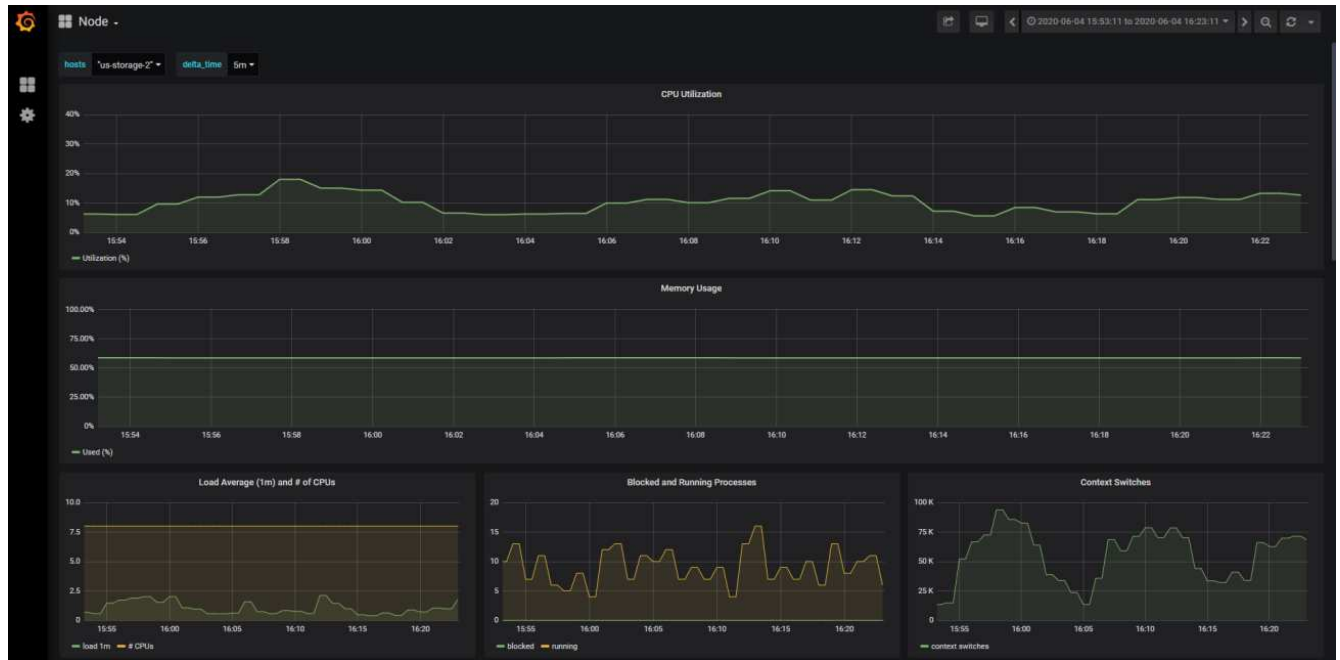 Node
2020-06-04 15:53:11 to 2020-06-04 16:23:11
hosts "us-storage-2" delta_time 5m
CPU Utilization
40%
30%
20%
10%
0%
15:54 15:56 15:58 16:00 16:02 16:04 16:06 16:08 16:10 16:12 16:14 16:16 16:18 16:20 16:22
Utilization (%)
Memory Usage
100.00%
75.00%
50.00%
25.00%
0%
15:54 15:56 15:58 16:00 16:02 16:04 16:06 16:08 16:10 16:12 16:14 16:16 16:18 16:20 16:22
Used (%)
Load Average (1m) and # of CPUs
10.0
7.5
5.0
2.5
0
15:55 16:00 16:05 16:10 16:15 16:20
load 1m # CPUs
Blocked and Running Processes
20
15
10
5
0
15:55 16:00 16:05 16:10 16:15 16:20
blocked running
Context Switches
100 K
75 K
50 K
25 K
0
15:55 16:00 16:05 16:10 16:15 16:20
context switches